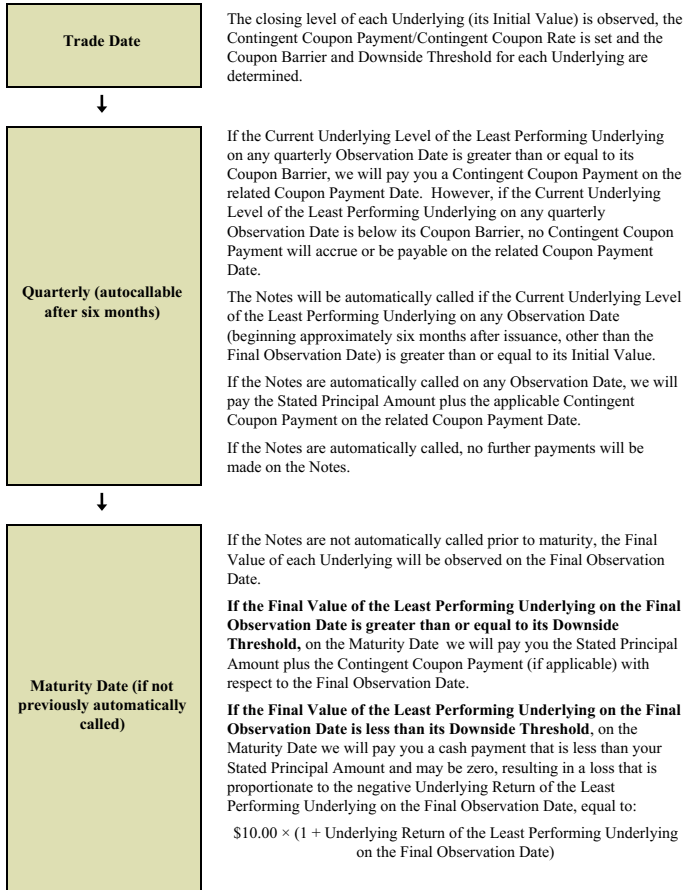 Trade Date
The closing level of each Underlying (its Initial Value) is observed, the
Contingent Coupon Payment/Contingent Coupon Rate is set and the
Coupon Barrier and Downside Threshold for each Underlying are
determined.
↓
Quarterly (autocallable
after six months)
If the Current Underlying Level of the Least Performing Underlying
on any quarterly Observation Date is greater than or equal to its
Coupon Barrier, we will pay you a Contingent Coupon Payment on the
related Coupon Payment Date. However, if the Current Underlying
Level of the Least Performing Underlying on any quarterly
Observation Date is below its Coupon Barrier, no Contingent Coupon
Payment will accrue or be payable on the related Coupon Payment
Date.
The Notes will be automatically called if the Current Underlying Level
of the Least Performing Underlying on any Observation Date
(beginning approximately six months after issuance, other than the
Final Observation Date) is greater than or equal to its Initial Value.
If the Notes are automatically called on any Observation Date, we will
pay the Stated Principal Amount plus the applicable Contingent
Coupon Payment on the related Coupon Payment Date.
If the Notes are automatically called, no further payments will be
made on the Notes.
↓
Maturity Date (if not
previously automatically
called)
If the Notes are not automatically called prior to maturity, the Final
Value of each Underlying will be observed on the Final Observation
Date.
If the Final Value of the Least Performing Underlying on the Final
Observation Date is greater than or equal to its Downside
Threshold, on the Maturity Date we will pay you the Stated Principal
Amount plus the Contingent Coupon Payment (if applicable) with
respect to the Final Observation Date.
If the Final Value of the Least Performing Underlying on the Final
Observation Date is less than its Downside Threshold, on the
Maturity Date we will pay you a cash payment that is less than your
Stated Principal Amount and may be zero, resulting in a loss that is
proportionate to the negative Underlying Return of the Least
Performing Underlying on the Final Observation Date, equal to:
$10.00 × (1 + Underlying Return of the Least Performing Underlying
on the Final Observation Date)